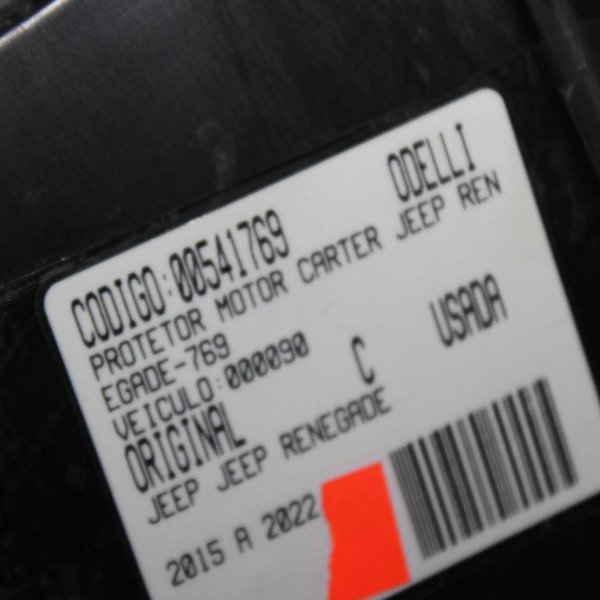 CODIGO:00541769 ODELLI
PROTETOR MOTOR CARTER JEEP REN
EGADE-769
VEICULO:000090 C USADA
ORIGINAL
JEEP JEEP RENEGADE
2015 A 2022